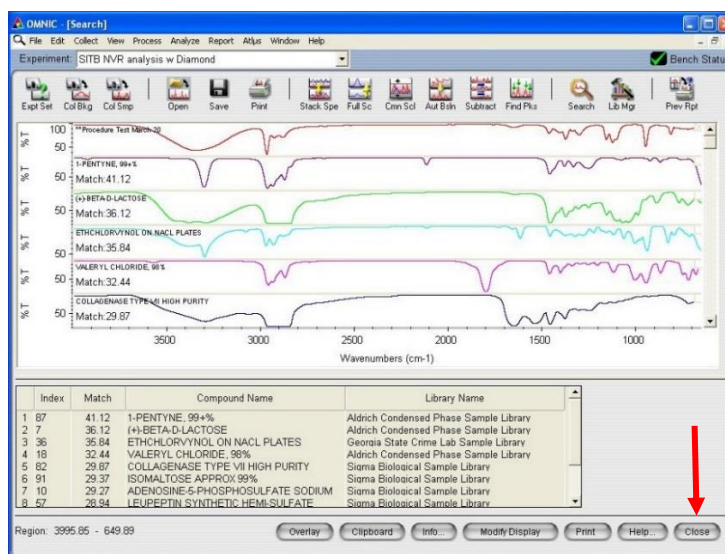 OMNIC - [Search]
File Edit Collect View Process Analyze Report Atlµs Window Help
Experiment: SITB NVR analysis w Diamond
Bench Statu
Expt Set Col Bkg Col Smp Open Save Print Stack Spe Full Sc Cmn Scl Aut Bsln Subtract Find Pks Search Lib Mgr Prev Rpt
%T 100 **Procedure Test March-20
50
1-PENTYNE, 99+%
%T 50 Match:41.12
(+)-BETA-D-LACTOSE
%T 50 Match:36.12
ETHCHLORVYNOL ON NACL PLATES
%T 50 Match:35.84
VALERYL CHLORIDE, 98%
%T 50 Match:32.44
COLLAGENASE TYPE VII HIGH PURITY
%T 50 Match:29.87
3500 3000 2500 2000 1500 1000
Wavenumbers (cm-1)
Index Match Compound Name Library Name
1 87 41.12 1-PENTYNE, 99+% Aldrich Condensed Phase Sample Library
2 7 36.12 (+)-BETA-D-LACTOSE Aldrich Condensed Phase Sample Library
3 36 35.84 ETHCHLORVYNOL ON NACL PLATES Georgia State Crime Lab Sample Library
4 18 32.44 VALERYL CHLORIDE, 98% Aldrich Condensed Phase Sample Library
5 82 29.87 COLLAGENASE TYPE VII HIGH PURITY Sigma Biological Sample Library
6 91 29.37 ISOMALTOSE APPROX 99% Sigma Biological Sample Library
7 10 29.27 ADENOSINE-5-PHOSPHOSULFATE SODIUM Sigma Biological Sample Library
8 57 28.94 LEUPEPTIN SYNTHETIC HEMI-SULFATE Sigma Biological Sample Library
Region: 3995.85 - 649.89
Overlay Clipboard Info... Modify Display Print Help... Close